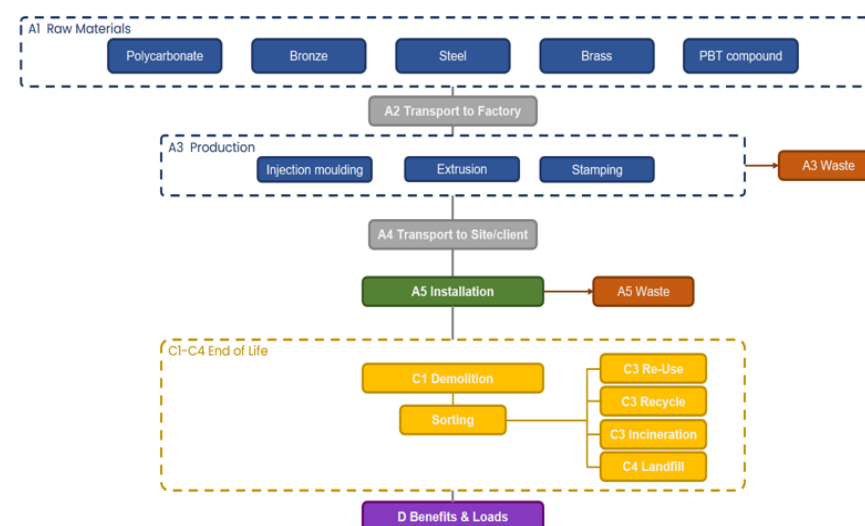 A1 Raw Materials
Polycarbonate
Bronze
Steel
Brass
PBT compound
A2 Transport to Factory
A3 Production
Injection moulding
Extrusion
Stamping
A3 Waste
A4 Transport to Site/client
A5 Installation
A5 Waste
C1-C4 End of Life
C1 Demolition
Sorting
C3 Re-Use
C3 Recycle
C3 Incineration
C4 Landfill
D Benefits & Loads